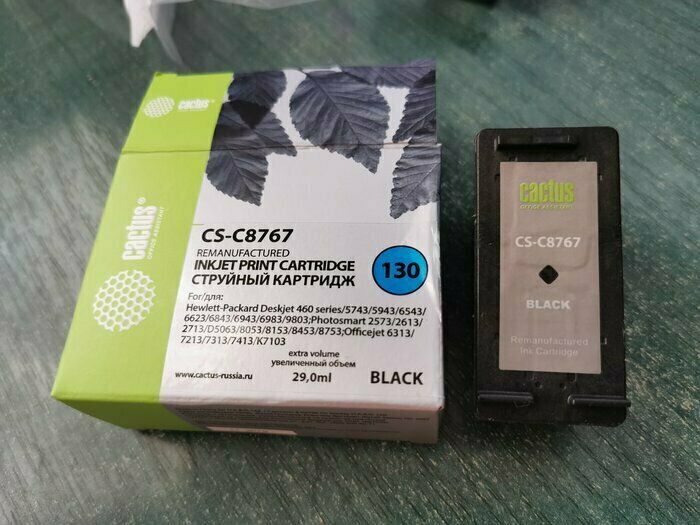 cactus®
cactus®
OFFICE ASSISTANT
CS-C8767
REMANUFACTURED
INKJET PRINT CARTRIDGE
СТРУЙНЫЙ КАРТРИДЖ
130
For/для:
Hewlett-Packard Deskjet 460 series/5743/5943/6543/
6623/6843/6943/6983/9803;Photosmart 2573/2613/
2713/D5063/8053/8153/8453/8753;Officejet 6313/
7213/7313/7413/K7103
extra volume
увеличенный объем
www.cactus-russia.ru
29,0ml
BLACK
cactus
OFFICE ASSISTANT
CS-C8767
BLACK
Remanufactured
Ink Cartridge